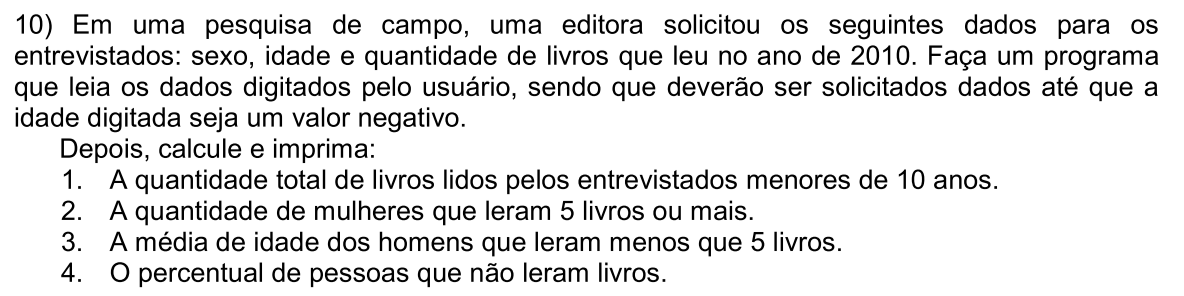 10) Em uma pesquisa de campo, uma editora solicitou os seguintes dados para os
entrevistados: sexo, idade e quantidade de livros que leu no ano de 2010. Faça um programa
que leia os dados digitados pelo usuário, sendo que deverão ser solicitados dados até que a
idade digitada seja um valor negativo.
Depois, calcule e imprima:
1. A quantidade total de livros lidos pelos entrevistados menores de 10 anos.
2. A quantidade de mulheres que leram 5 livros ou mais.
3. A média de idade dos homens que leram menos que 5 livros.
4. O percentual de pessoas que não leram livros.